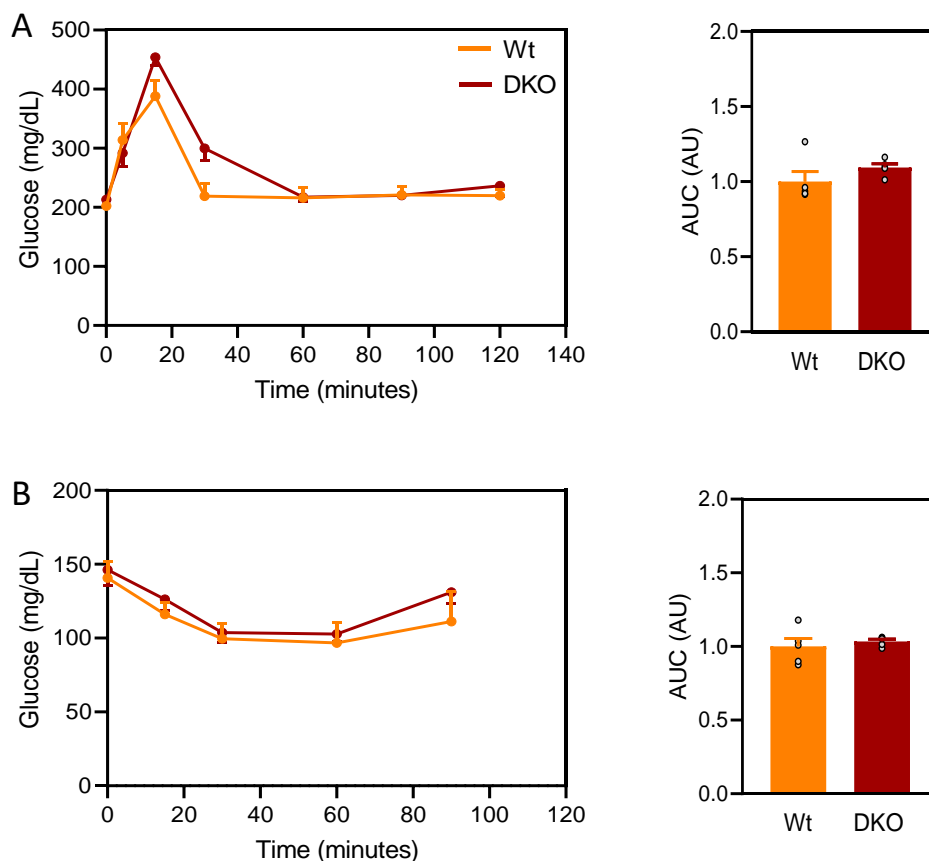 A
Glucose (mg/dL)
500
400
300
200
100
0
0 20 40 60 80 100 120 140
Time (minutes)
Wt
DKO
AUC (AU)
2.0
1.5
1.0
0.5
0.0
Wt DKO
B
Glucose (mg/dL)
200
150
100
50
0
0 20 40 60 80 100 120
Time (minutes)
AUC (AU)
2.0
1.5
1.0
0.5
0.0
Wt DKO